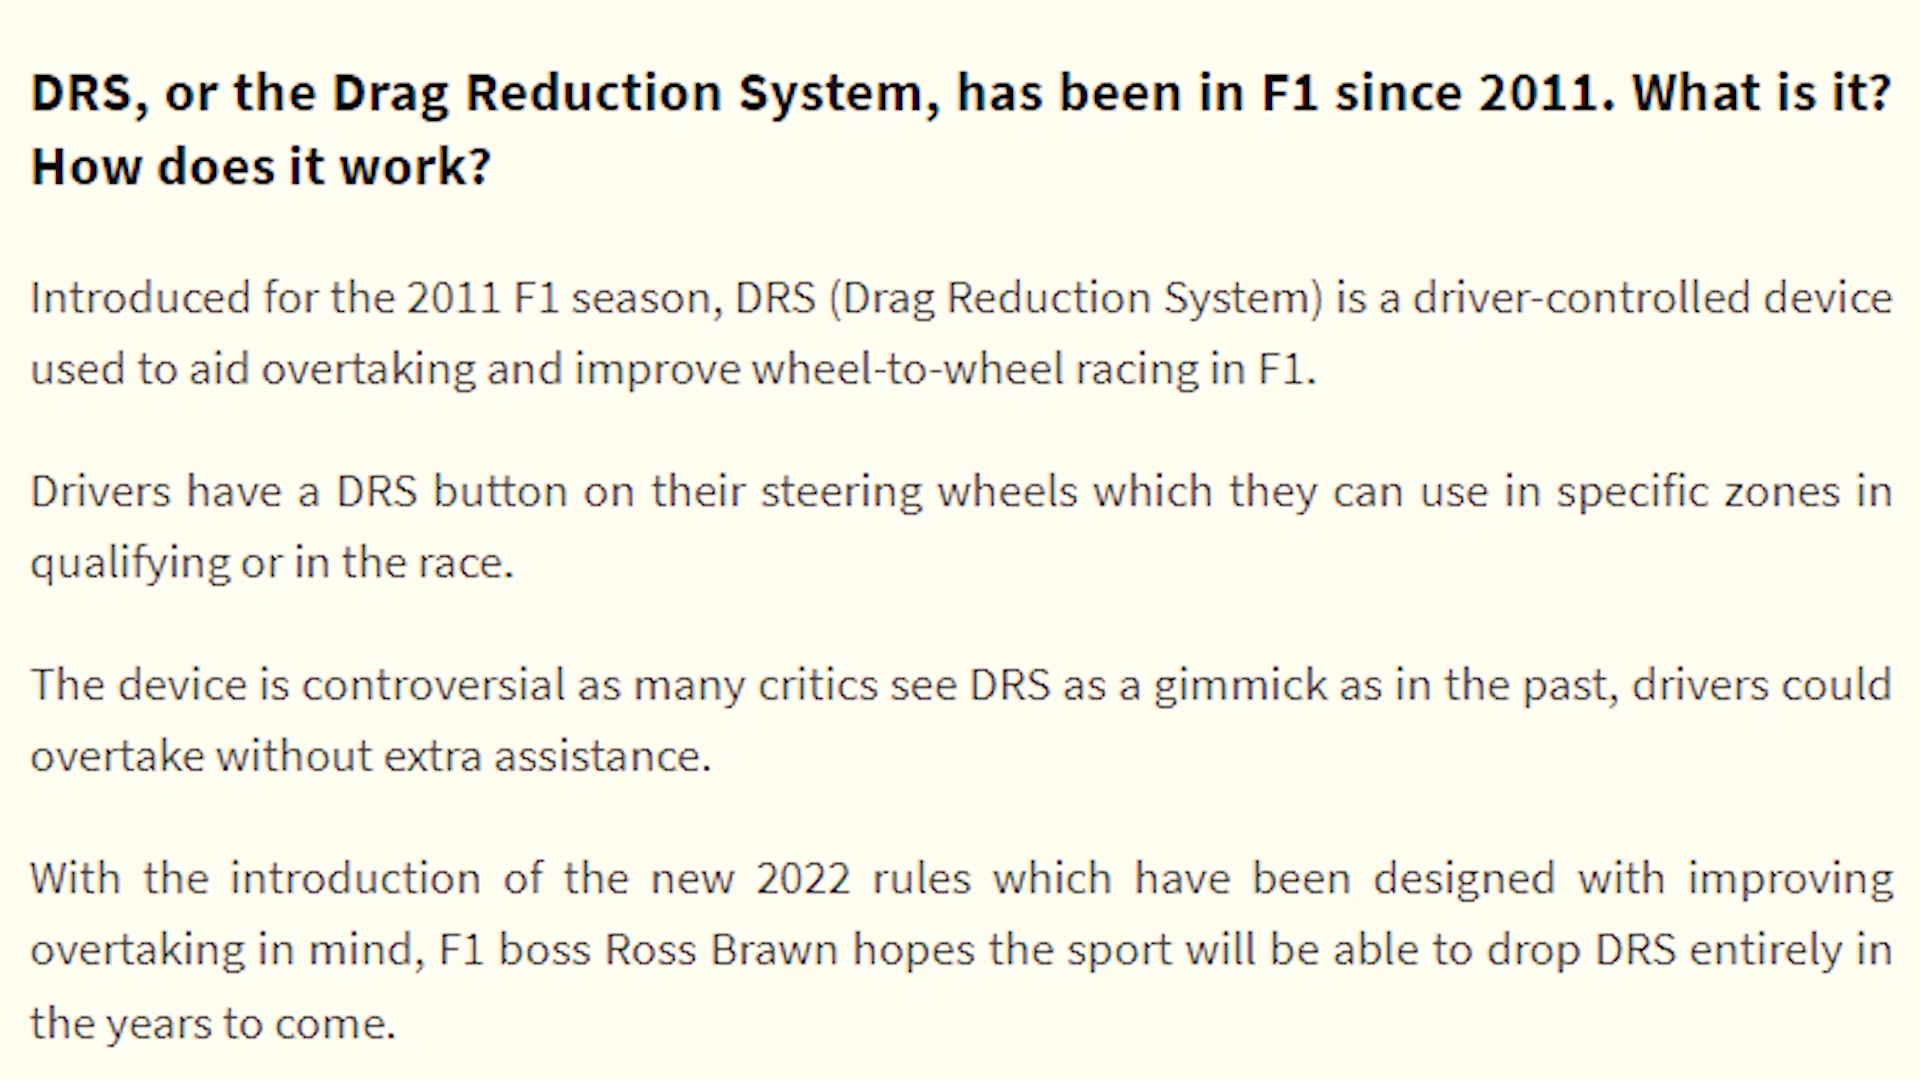 DRS, or the Drag Reduction System, has been in F1 since 2011. What is it?
How does it work?
Introduced for the 2011 F1 season, DRS (Drag Reduction System) is a driver-controlled device
used to aid overtaking and improve wheel-to-wheel racing in F1.
Drivers have a DRS button on their steering wheels which they can use in specific zones in
qualifying or in the race.
The device is controversial as many critics see DRS as a gimmick as in the past, drivers could
overtake without extra assistance.
With the introduction of the new 2022 rules which have been designed with improving
overtaking in mind, F1 boss Ross Brawn hopes the sport will be able to drop DRS entirely in
the years to come.